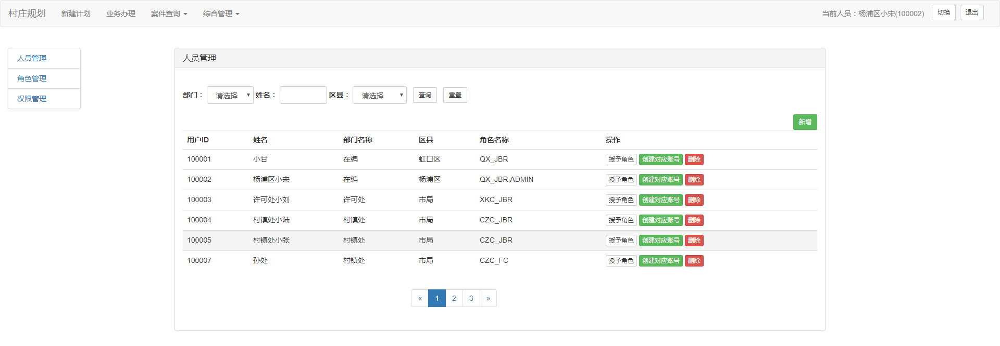 村庄规划 新建计划 业务办理 案件查询 综合管理 当前人员：杨浦区小宋(100002) 切换 退出
人员管理
角色管理
权限管理
人员管理
部门： 请选择 姓名： 区县： 请选择 查询 重置
新增
用户ID 姓名 部门名称 区县 角色名称 操作
100001 小甘 在编 虹口区 QX_JBR 授予角色 创建对应账号 删除
100002 杨浦区小宋 在编 杨浦区 QX_JBR,ADMIN 授予角色 创建对应账号 删除
100003 许可处小刘 许可处 市局 XKC_JBR 授予角色 创建对应账号 删除
100004 村镇处小陆 村镇处 市局 CZC_JBR 授予角色 创建对应账号 删除
100005 村镇处小张 村镇处 市局 CZC_JBR 授予角色 创建对应账号 删除
100007 孙处 村镇处 市局 CZC_FC 授予角色 创建对应账号 删除
« 1 2 3 »